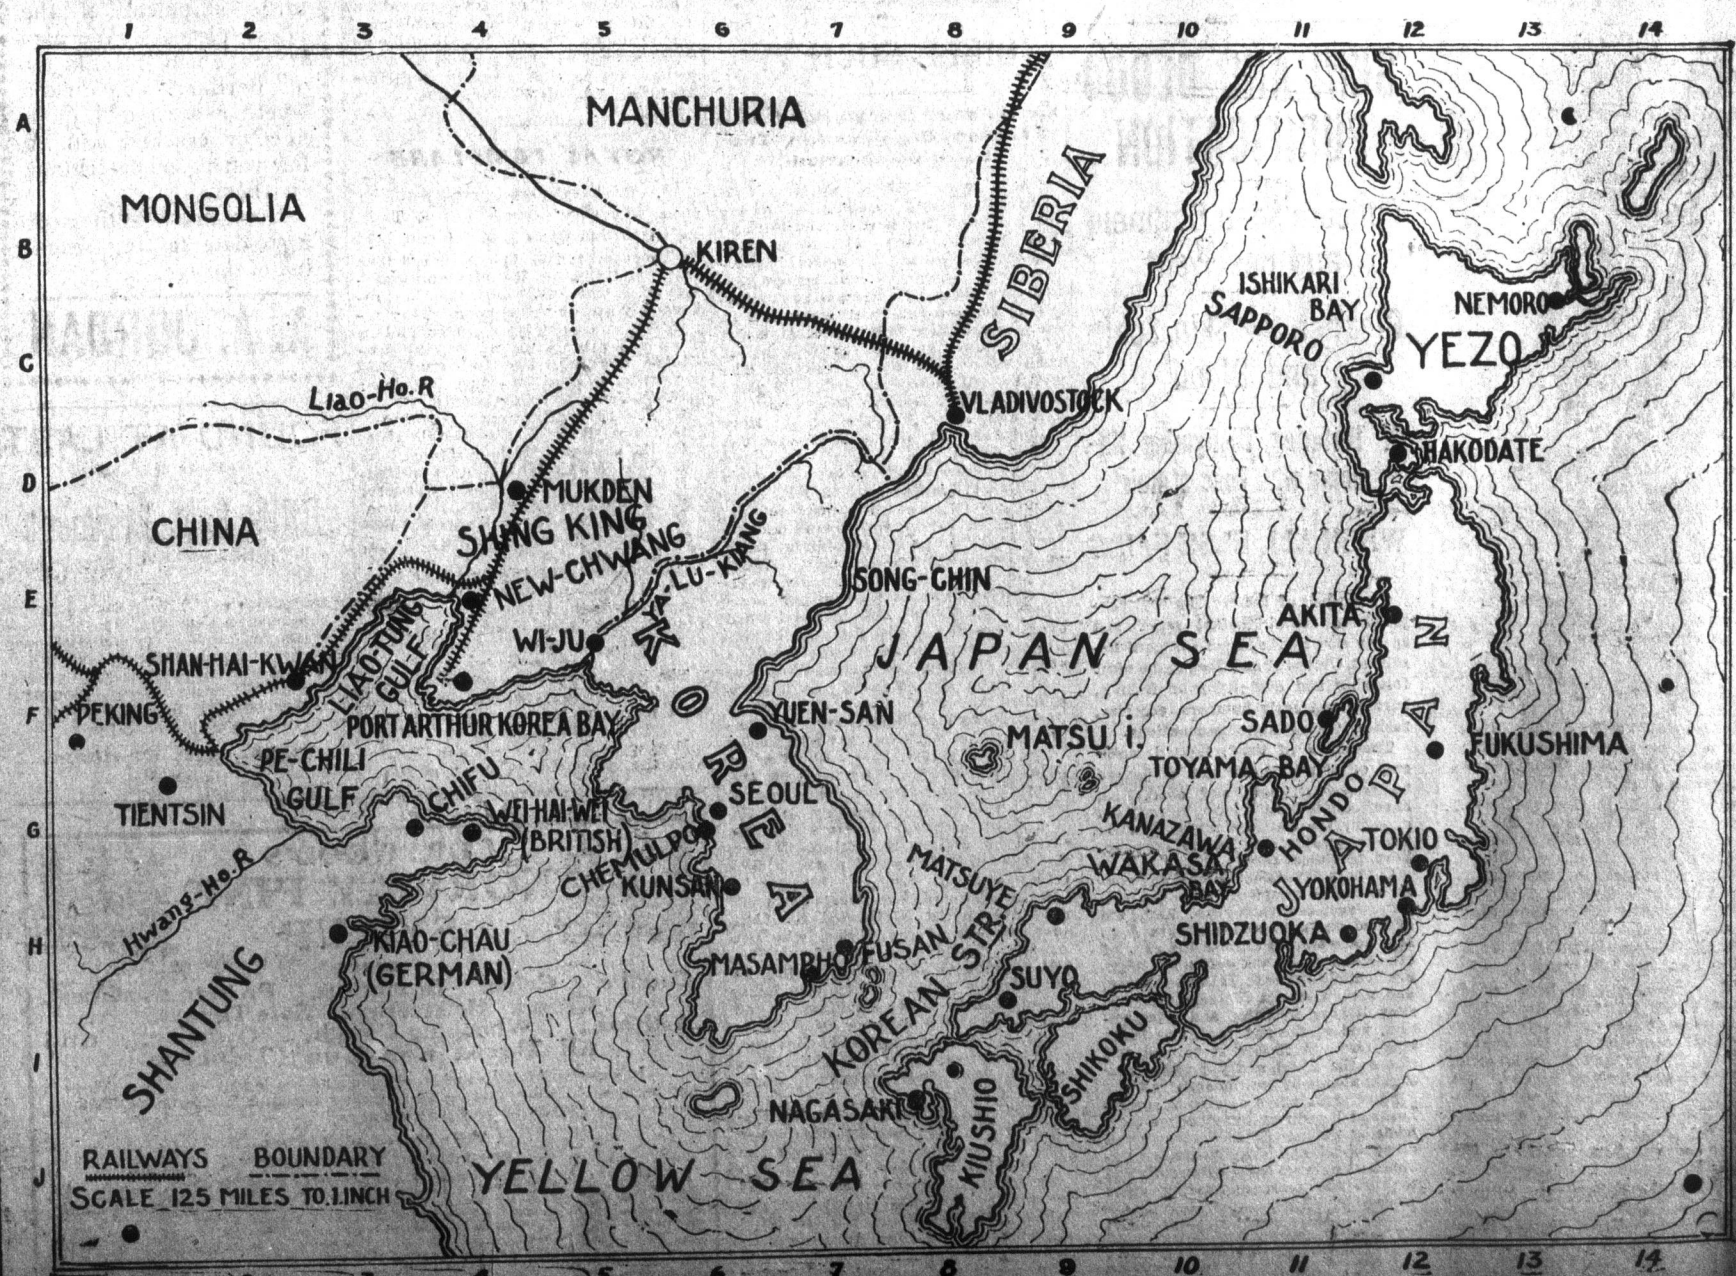 1 2 3 4 5 6 7 8 9 10 11 12 13 14
A
B
C
D
E
F
G
H
I
J
MANCHURIA
MONGOLIA
SIBERIA
KIREN
ISHIKARI
BAY
SAPPORO
NEMORO
YEZO
Liao-Ho.R
VLADIVOSTOCK
HAKODATE
MUKDEN
SHING KING
CHINA
NEW-CHWANG
YA-LU-KIANG
SONG-CHIN
AKITA
WI-JU
LIAO-TUNG
GULF
SHAN-HAI-KWAN
JAPAN SEA
KOREA
JAPAN
PEKING
PORT ARTHUR
KOREA BAY
YUEN-SAN
MATSU i.
SADO
FUKUSHIMA
TOYAMA BAY
PE-CHILI
GULF
CHIFU
TIENTSIN
WEI-HAI-WEI
(BRITISH)
SEOUL
CHEMULPO
KANAZAWA
HONDO
TOKIO
WAKASA
BAY
MATSUYE
YOKOHAMA
KUNSAN
Hwang-Ho.R
KIAO-CHAU
(GERMAN)
SHIDZUOKA
MASAMPHO
FUSAN
KOREAN STR.
SUYO
SHANTUNG
SHIKOKU
NAGASAKI
KIUSHIO
YELLOW SEA
RAILWAYS BOUNDARY
SCALE 125 MILES TO.1.INCH
1 2 3 4 5 6 7 8 9 10 11 12 13 14